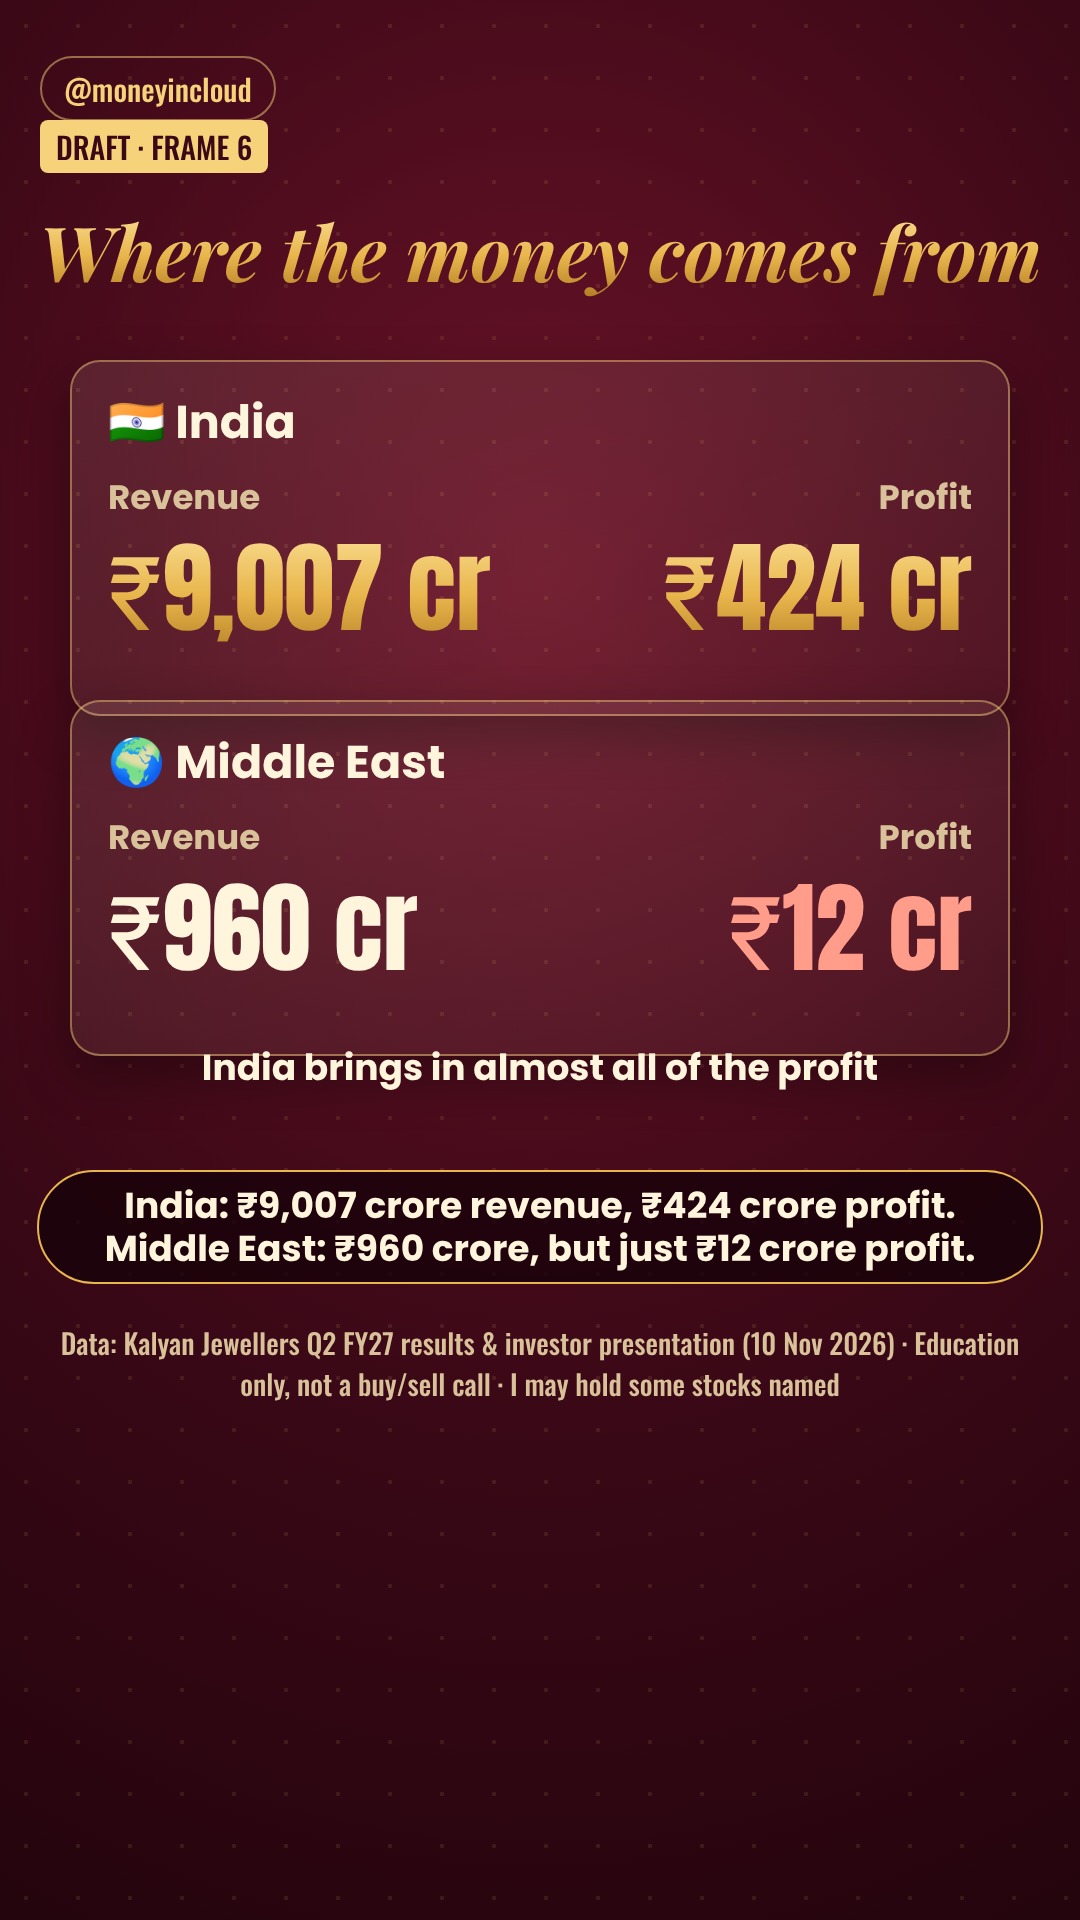 @moneyincloud
DRAFT · FRAME 6
Where the money comes from
India
Revenue Profit
₹9,007 cr ₹424 cr
Middle East
Revenue Profit
₹960 cr ₹12 cr
India brings in almost all of the profit
India: ₹9,007 crore revenue, ₹424 crore profit.
Middle East: ₹960 crore, but just ₹12 crore profit.
Data: Kalyan Jewellers Q2 FY27 results & investor presentation (10 Nov 2026) · Education
only, not a buy/sell call · I may hold some stocks named